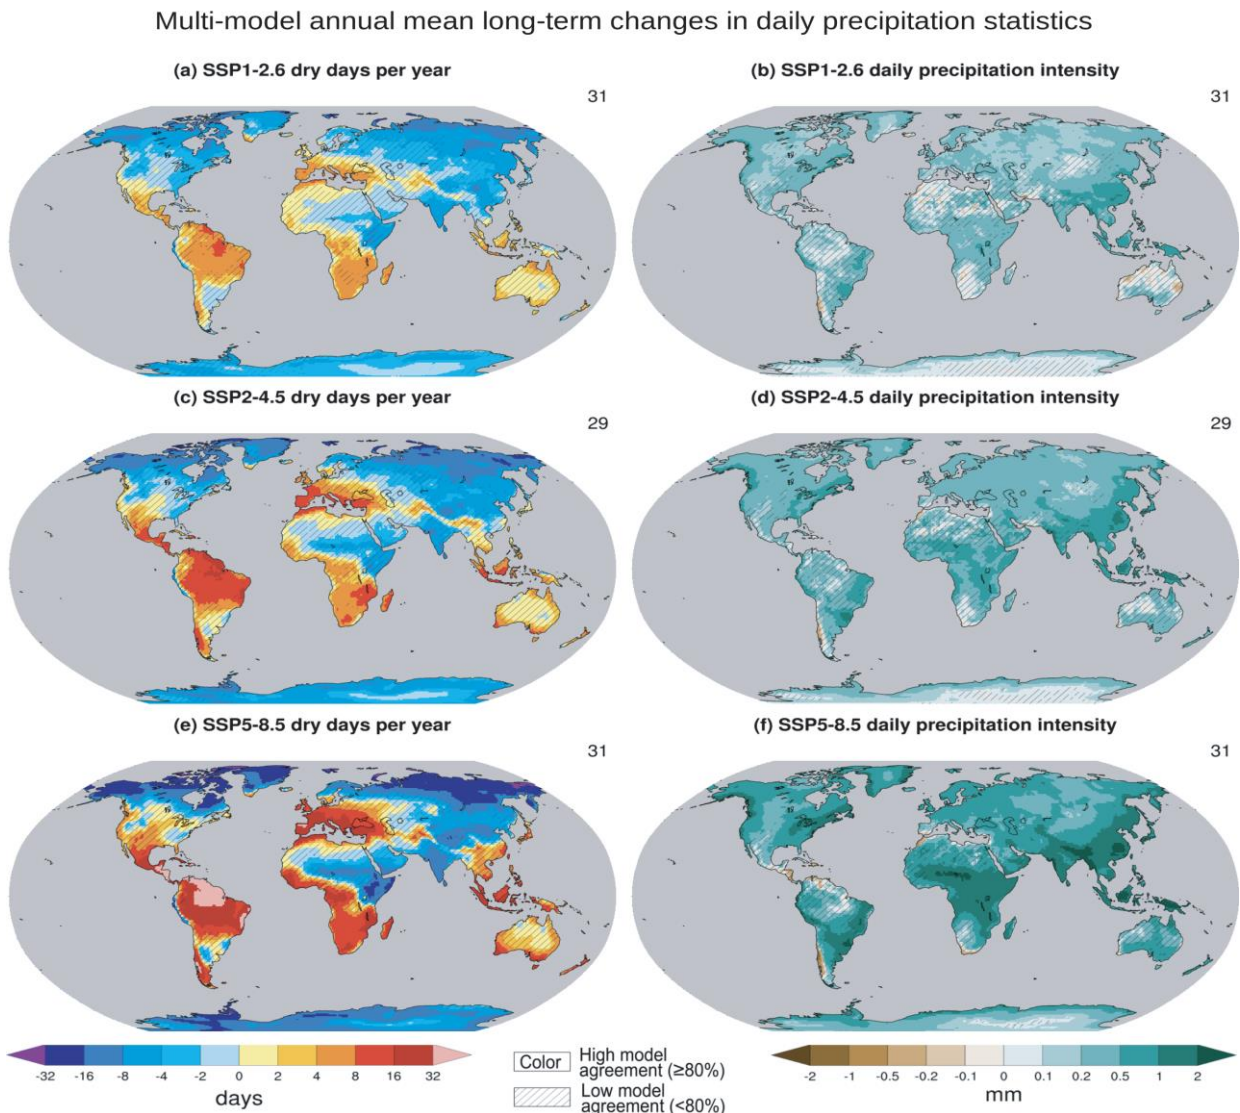 Multi-model annual mean long-term changes in daily precipitation statistics
(a) SSP1-2.6 dry days per year
31
(b) SSP1-2.6 daily precipitation intensity
31
(c) SSP2-4.5 dry days per year
29
(d) SSP2-4.5 daily precipitation intensity
29
(e) SSP5-8.5 dry days per year
31
(f) SSP5-8.5 daily precipitation intensity
31
-32 -16 -8 -4 -2 0 2 4 8 16 32
days
Color
High model
agreement (≥80%)
Low model
agreement (<80%)
-2 -1 -0.5 -0.2 -0.1 0 0.1 0.2 0.5 1 2
mm